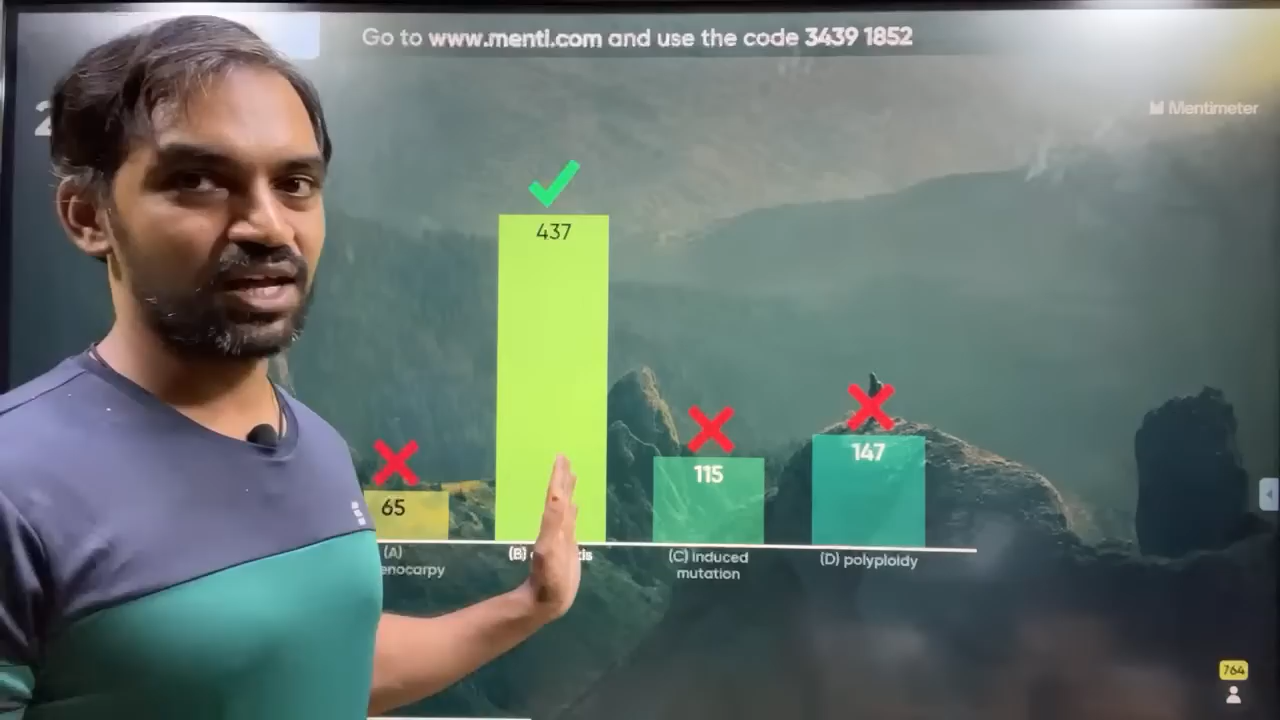 Go to www.menti.com and use the code 3439 1852
2
Mentimeter
437
65
115
147
(A)
enocarpy
(B)
(C) induced
mutation
(D) polyploidy
764